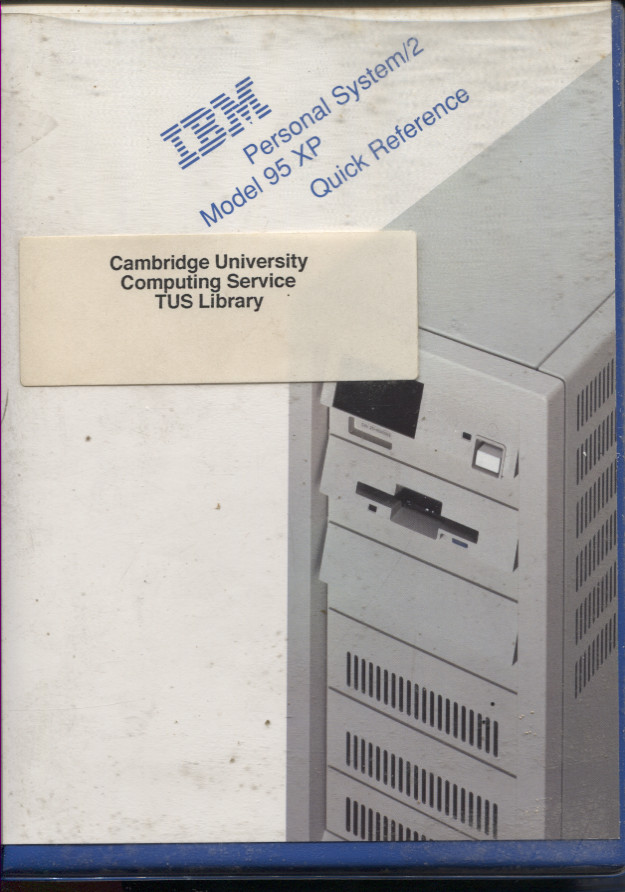 IBM
Personal System/2
Model 95 XP
Quick Reference
Cambridge University
Computing Service
TUS Library